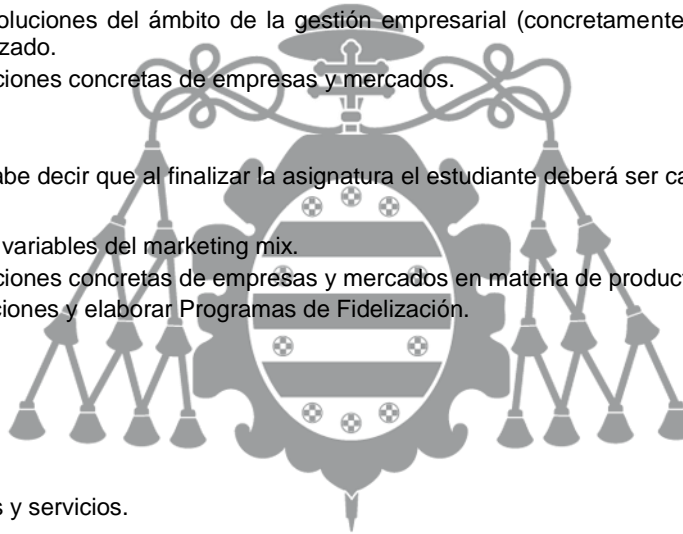 oluciones del ámbito de la gestión empresarial (concretamente
zado.
ciones concretas de empresas y mercados.
abe decir que al finalizar la asignatura el estudiante deberá ser ca
variables del marketing mix.
ciones concretas de empresas y mercados en materia de product
ciones y elaborar Programas de Fidelización.
s y servicios.